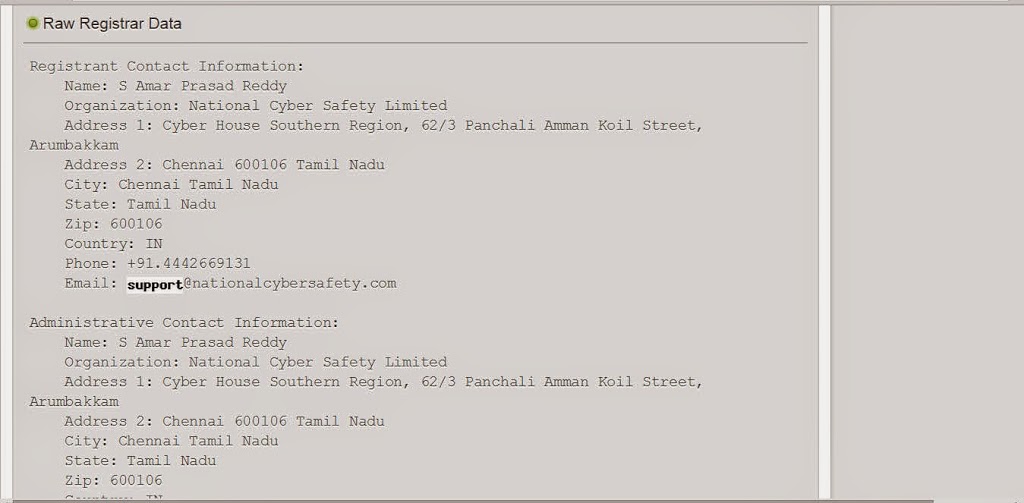 Raw Registrar Data
Registrant Contact Information:
Name: S Amar Prasad Reddy
Organization: National Cyber Safety Limited
Address 1: Cyber House Southern Region, 62/3 Panchali Amman Koil Street,
Arumbakkam
Address 2: Chennai 600106 Tamil Nadu
City: Chennai Tamil Nadu
State: Tamil Nadu
Zip: 600106
Country: IN
Phone: +91.4442669131
Email: support@nationalcybersafety.com
Administrative Contact Information:
Name: S Amar Prasad Reddy
Organization: National Cyber Safety Limited
Address 1: Cyber House Southern Region, 62/3 Panchali Amman Koil Street,
Arumbakkam
Address 2: Chennai 600106 Tamil Nadu
City: Chennai Tamil Nadu
State: Tamil Nadu
Zip: 600106
Country: IN